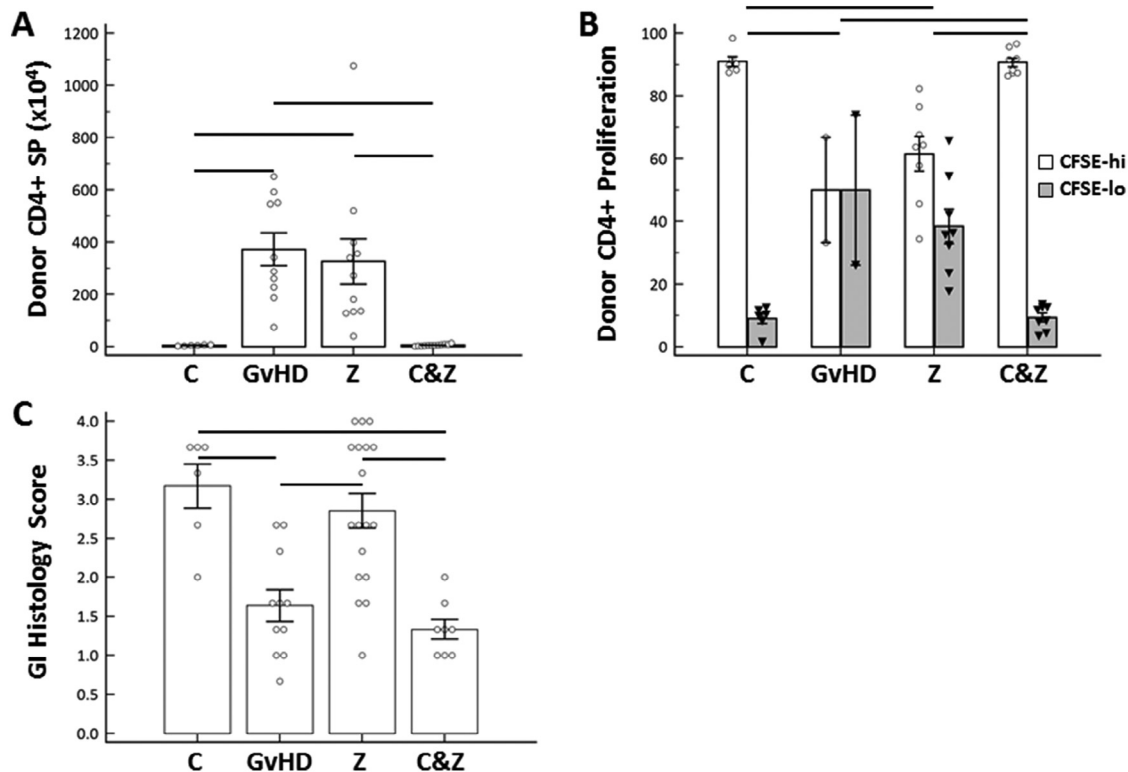 A
Donor CD4+ SP (x10⁴)
1200
1000
800
600
400
200
0
C GvHD Z C&Z
B
Donor CD4+ Proliferation
100
80
60
40
20
0
C GvHD Z C&Z
CFSE-hi
CFSE-lo
C
GI Histology Score
4.0
3.5
3.0
2.5
2.0
1.5
1.0
0.5
0.0
C GvHD Z C&Z